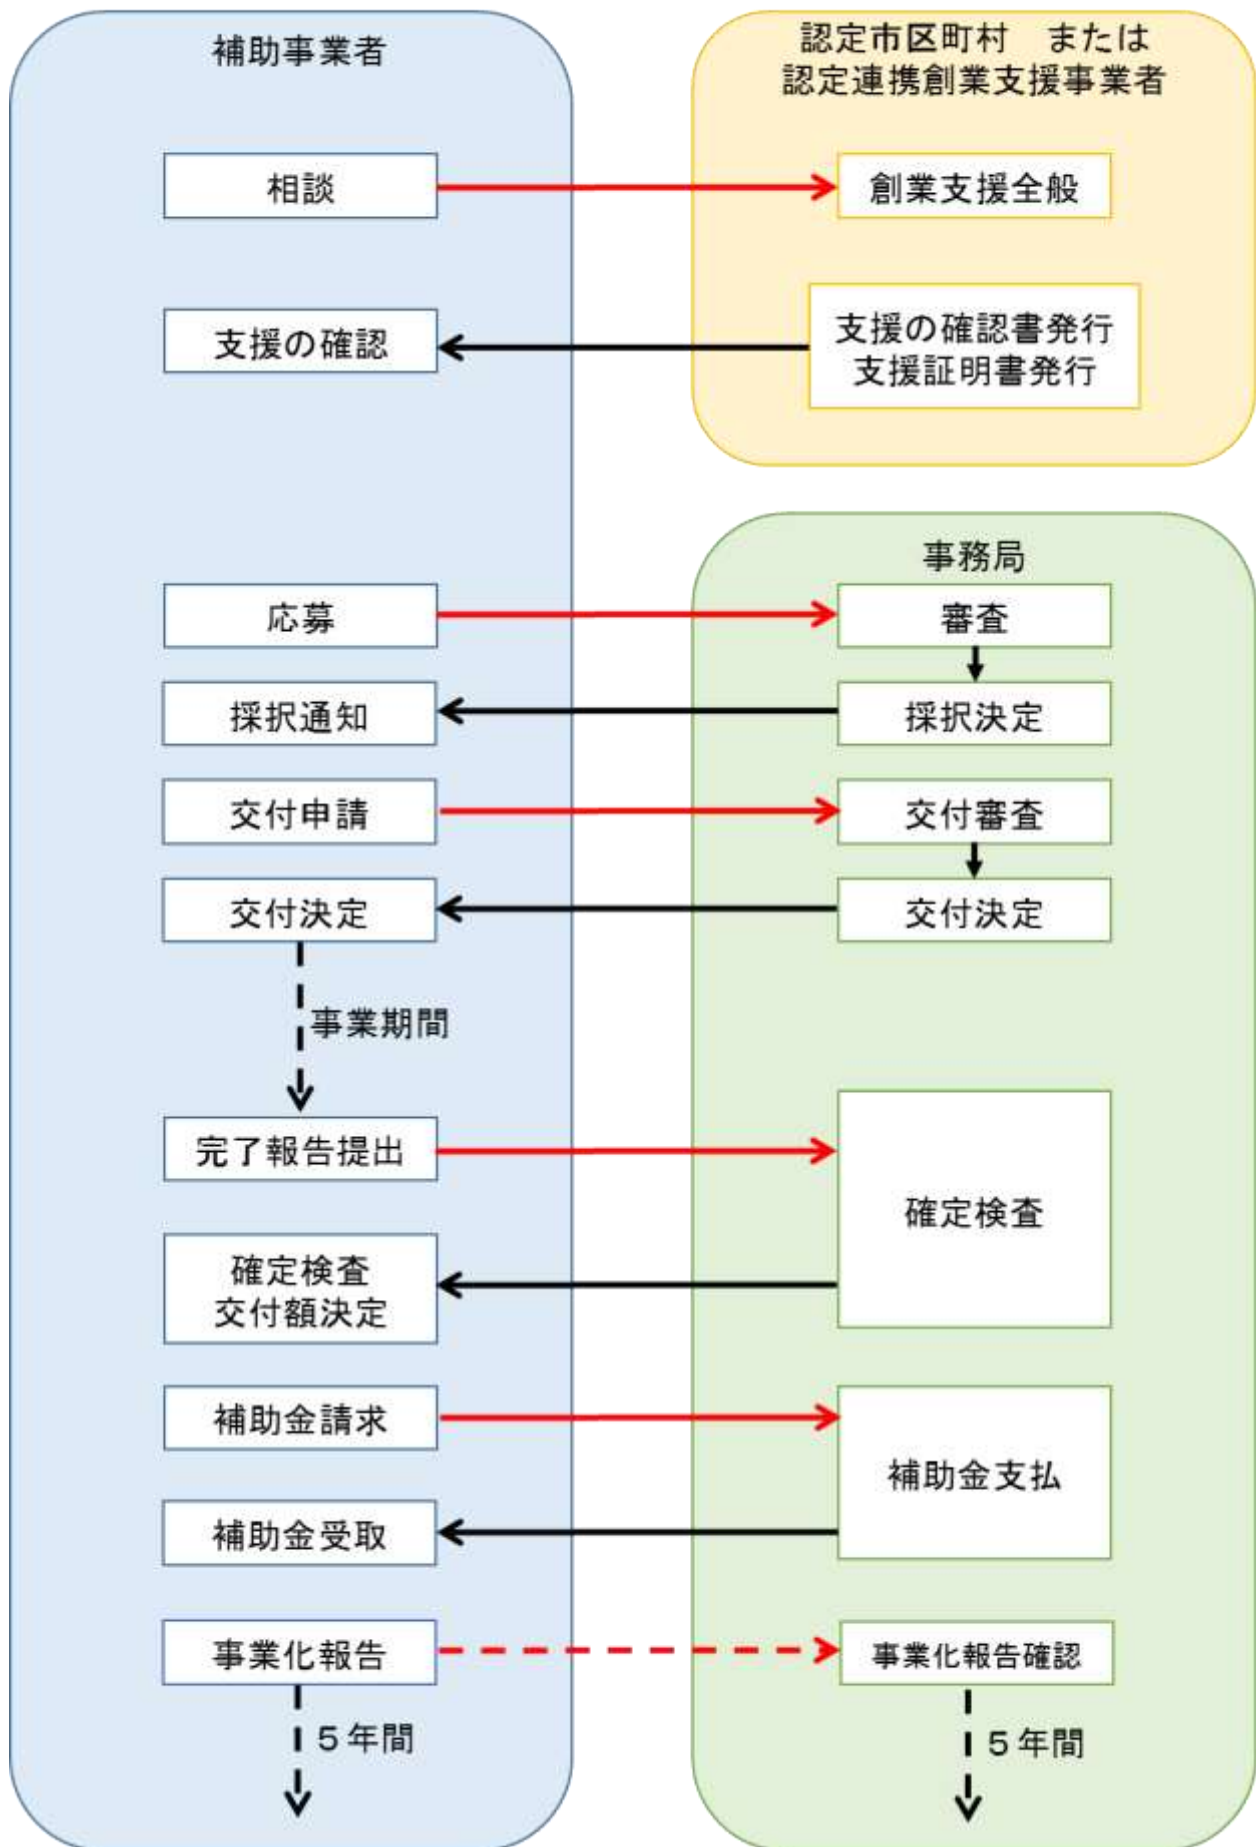 補助事業者
認定市区町村　または
認定連携創業支援事業者
相談
創業支援全般
支援の確認
支援の確認書発行
支援証明書発行
事務局
応募
審査
採択通知
採択決定
交付申請
交付審査
交付決定
交付決定
事業期間
完了報告提出
確定検査
確定検査
交付額決定
補助金請求
補助金支払
補助金受取
事業化報告
事業化報告確認
５年間
５年間